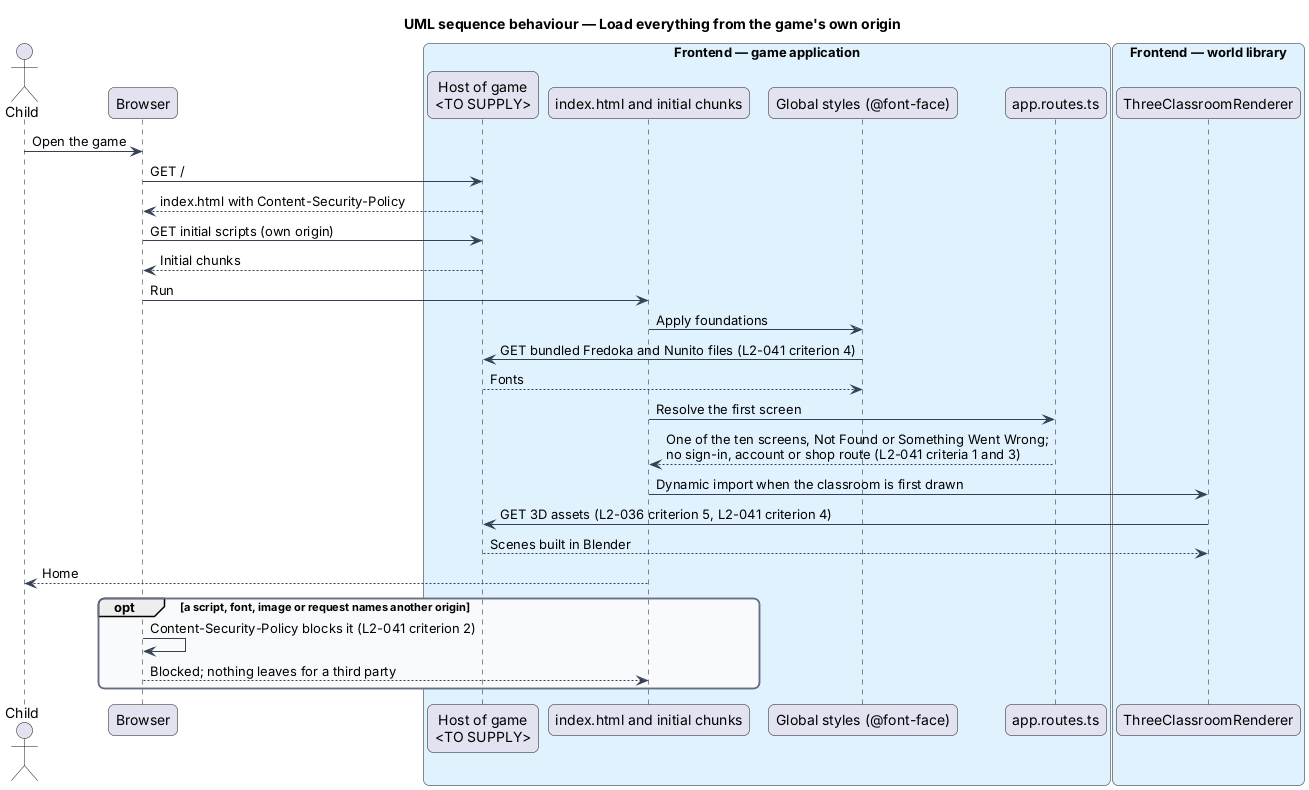 UML sequence behaviour — Load everything from the game's own origin
Frontend — game application
Frontend — world library
Child
Browser
Host of game
<TO SUPPLY>
index.html and initial chunks
Global styles (@font-face)
app.routes.ts
ThreeClassroomRenderer
Open the game
GET /
index.html with Content-Security-Policy
GET initial scripts (own origin)
Initial chunks
Run
Apply foundations
GET bundled Fredoka and Nunito files (L2-041 criterion 4)
Fonts
Resolve the first screen
One of the ten screens, Not Found or Something Went Wrong;
no sign-in, account or shop route (L2-041 criteria 1 and 3)
Dynamic import when the classroom is first drawn
GET 3D assets (L2-036 criterion 5, L2-041 criterion 4)
Scenes built in Blender
Home
opt
[a script, font, image or request names another origin]
Content-Security-Policy blocks it (L2-041 criterion 2)
Blocked; nothing leaves for a third party
Child
Browser
Host of game
<TO SUPPLY>
index.html and initial chunks
Global styles (@font-face)
app.routes.ts
ThreeClassroomRenderer